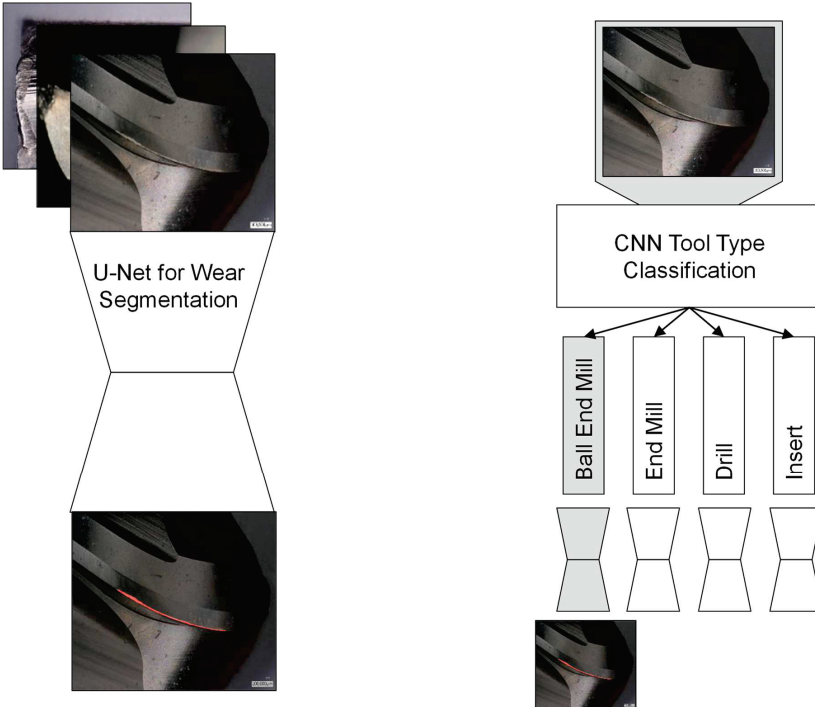 U-Net for Wear
Segmentation
CNN Tool Type
Classification
Ball End Mill
End Mill
Drill
Insert